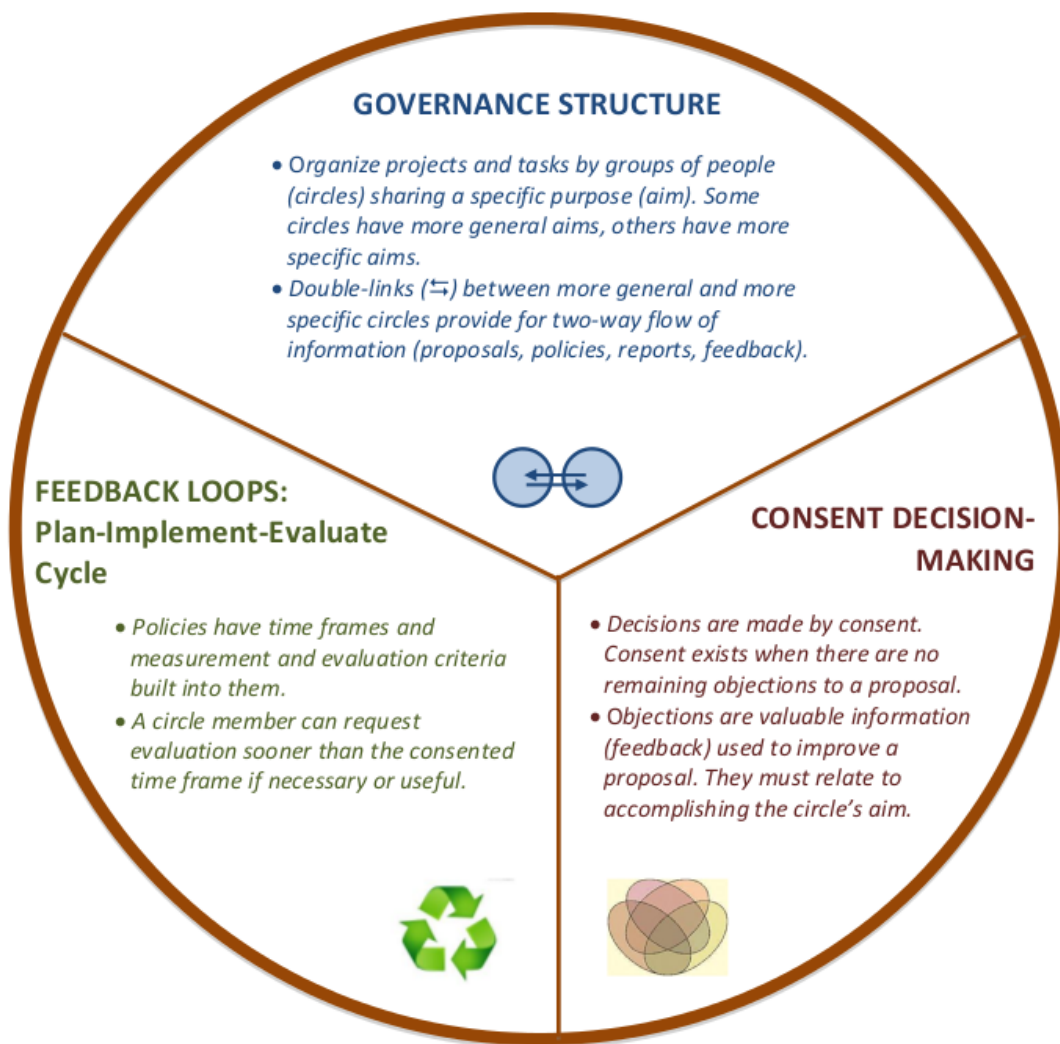 GOVERNANCE STRUCTURE
• Organize projects and tasks by groups of people
(circles) sharing a specific purpose (aim). Some
circles have more general aims, others have more
specific aims.
• Double-links (⇆) between more general and more
specific circles provide for two-way flow of
information (proposals, policies, reports, feedback).
FEEDBACK LOOPS:
Plan-Implement-Evaluate
Cycle
• Policies have time frames and
measurement and evaluation criteria
built into them.
• A circle member can request
evaluation sooner than the consented
time frame if necessary or useful.
CONSENT DECISION-
MAKING
• Decisions are made by consent.
Consent exists when there are no
remaining objections to a proposal.
• Objections are valuable information
(feedback) used to improve a
proposal. They must relate to
accomplishing the circle’s aim.